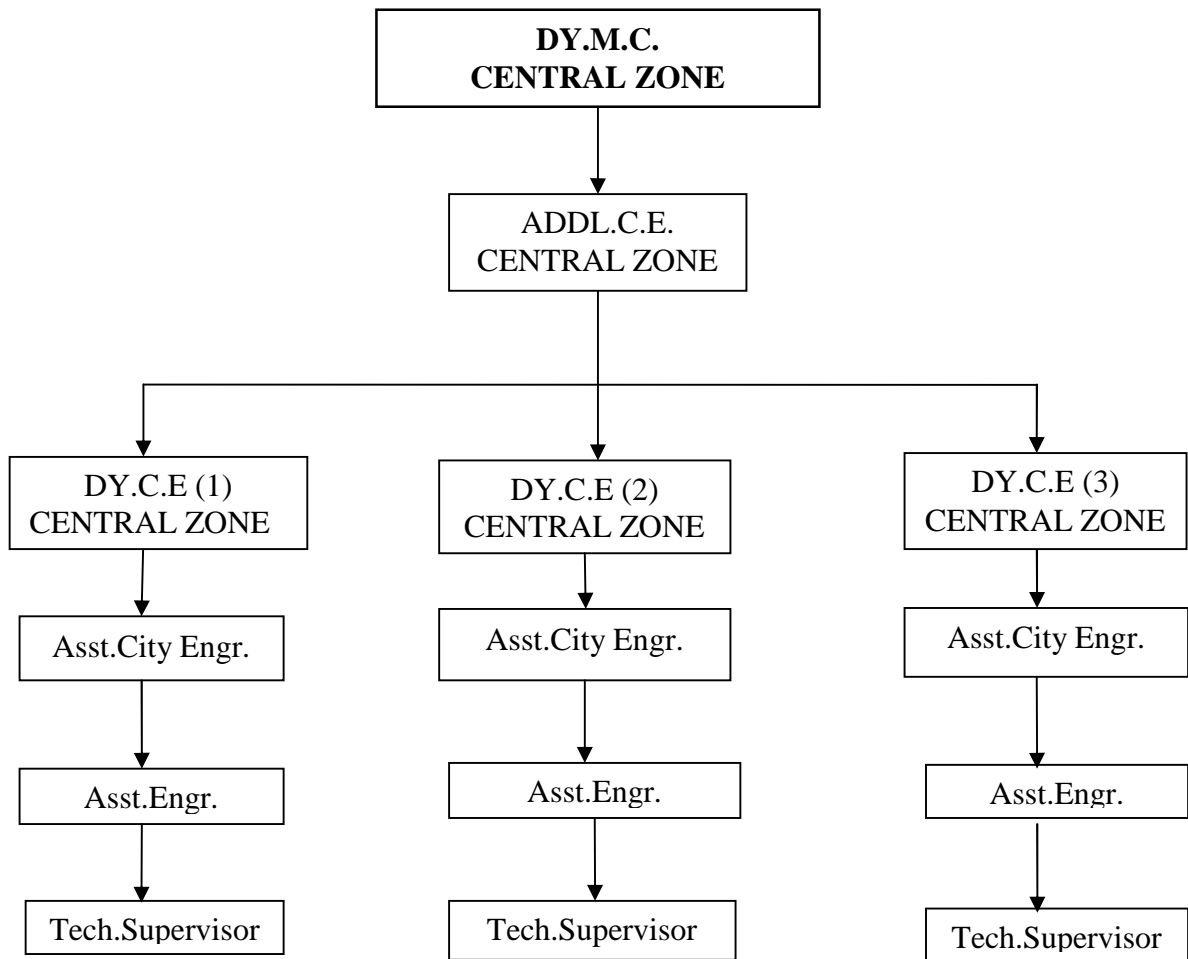 DY.M.C.
CENTRAL ZONE
ADDL.C.E.
CENTRAL ZONE
DY.C.E (1)
CENTRAL ZONE
DY.C.E (2)
CENTRAL ZONE
DY.C.E (3)
CENTRAL ZONE
Asst.City Engr.
Asst.City Engr.
Asst.City Engr.
Asst.Engr.
Asst.Engr.
Asst.Engr.
Tech.Supervisor
Tech.Supervisor
Tech.Supervisor